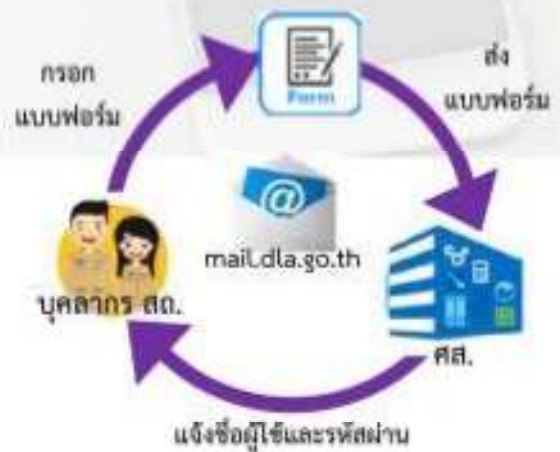 กรอก
แบบฟอร์ม
Form
ส่ง
แบบฟอร์ม
@
mail.dla.go.th
บุคลากร สถ.
ศส.
แจ้งชื่อผู้ใช้และรหัสผ่าน